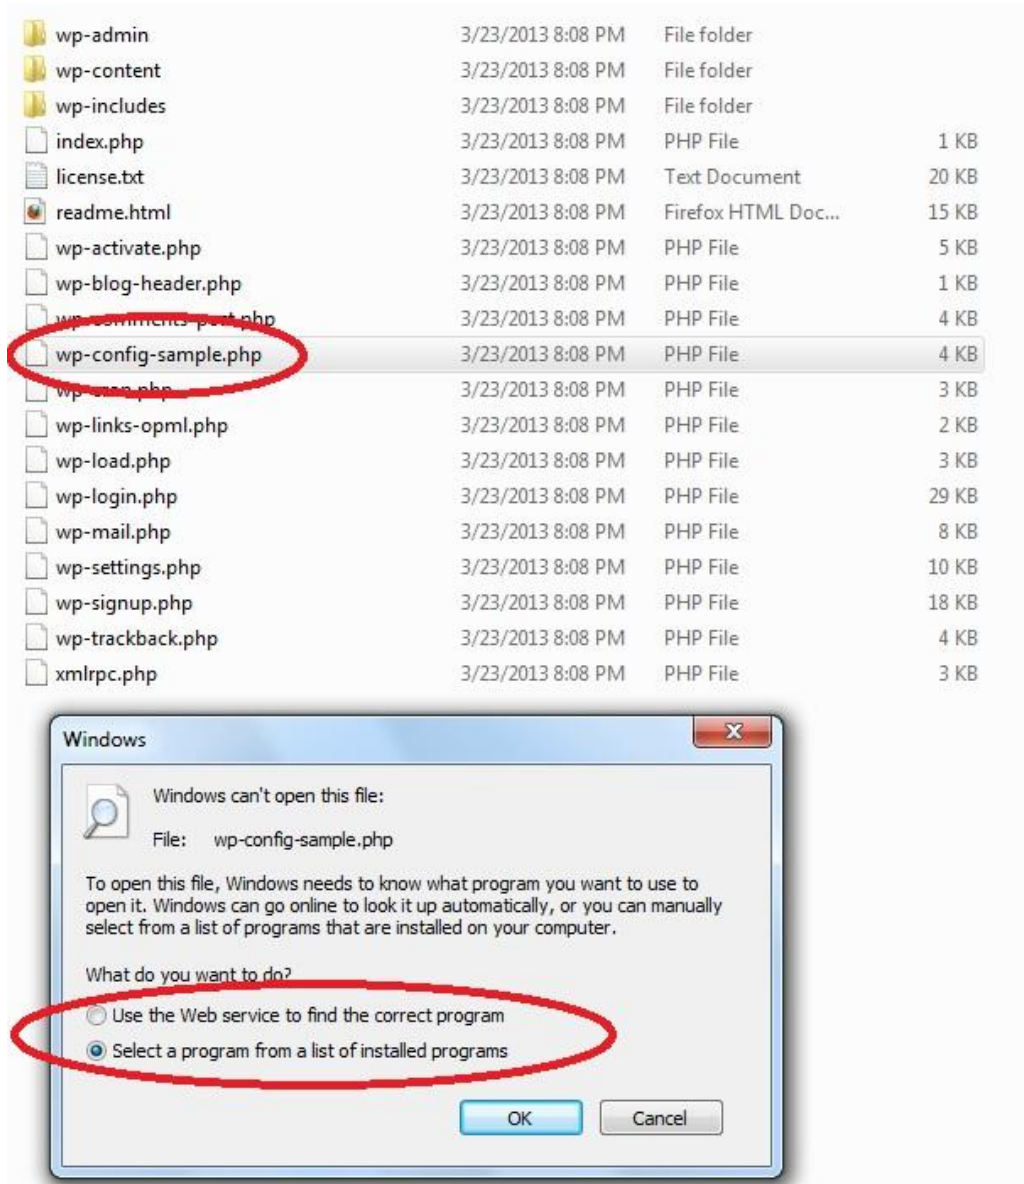 wp-admin 3/23/2013 8:08 PM File folder
wp-content 3/23/2013 8:08 PM File folder
wp-includes 3/23/2013 8:08 PM File folder
index.php 3/23/2013 8:08 PM PHP File 1 KB
license.txt 3/23/2013 8:08 PM Text Document 20 KB
readme.html 3/23/2013 8:08 PM Firefox HTML Doc... 15 KB
wp-activate.php 3/23/2013 8:08 PM PHP File 5 KB
wp-blog-header.php 3/23/2013 8:08 PM PHP File 1 KB
wp-comments-post.php 3/23/2013 8:08 PM PHP File 4 KB
wp-config-sample.php 3/23/2013 8:08 PM PHP File 4 KB
wp-cron.php 3/23/2013 8:08 PM PHP File 3 KB
wp-links-opml.php 3/23/2013 8:08 PM PHP File 2 KB
wp-load.php 3/23/2013 8:08 PM PHP File 3 KB
wp-login.php 3/23/2013 8:08 PM PHP File 29 KB
wp-mail.php 3/23/2013 8:08 PM PHP File 8 KB
wp-settings.php 3/23/2013 8:08 PM PHP File 10 KB
wp-signup.php 3/23/2013 8:08 PM PHP File 18 KB
wp-trackback.php 3/23/2013 8:08 PM PHP File 4 KB
xmlrpc.php 3/23/2013 8:08 PM PHP File 3 KB
Windows
Windows can't open this file:
File: wp-config-sample.php
To open this file, Windows needs to know what program you want to use to
open it. Windows can go online to look it up automatically, or you can manually
select from a list of programs that are installed on your computer.
What do you want to do?
Use the Web service to find the correct program
Select a program from a list of installed programs
OK Cancel